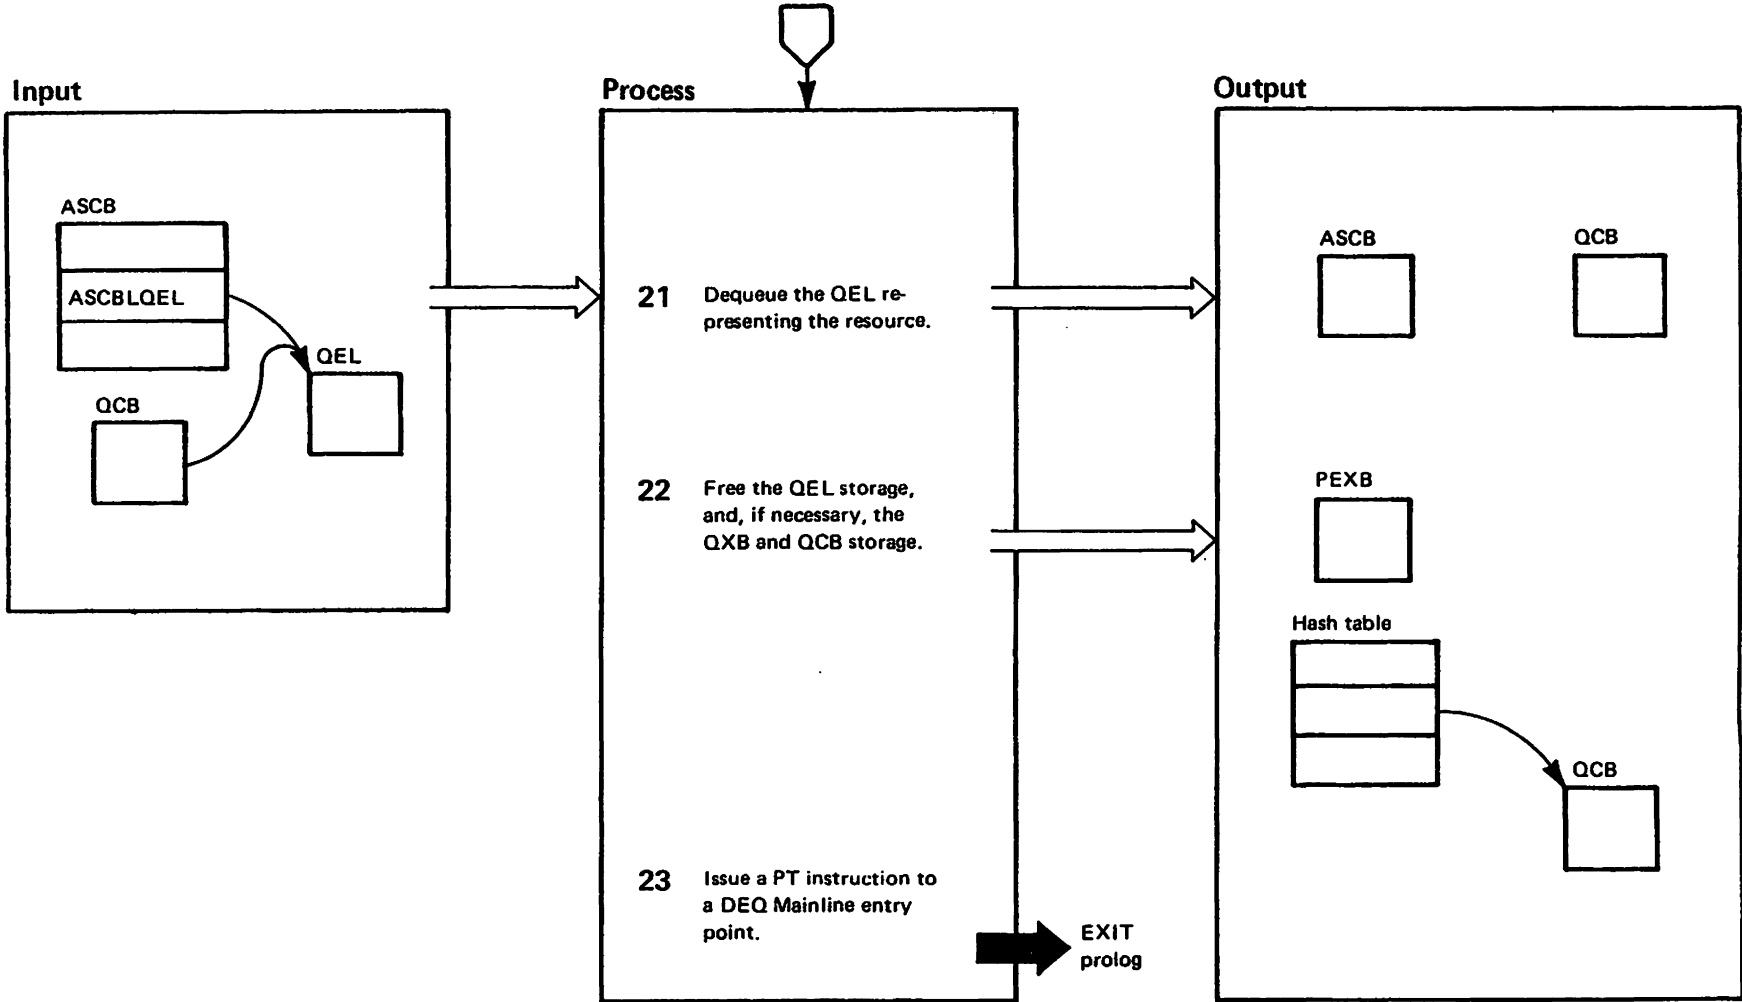 Input
Process
Output
ASCB
ASCBLQEL
QEL
QCB
21 Dequeue the QEL re-
presenting the resource.
22 Free the QEL storage,
and, if necessary, the
QXB and QCB storage.
23 Issue a PT instruction to
a DEQ Mainline entry
point.
EXIT
prolog
ASCB
QCB
PEXB
Hash table
QCB